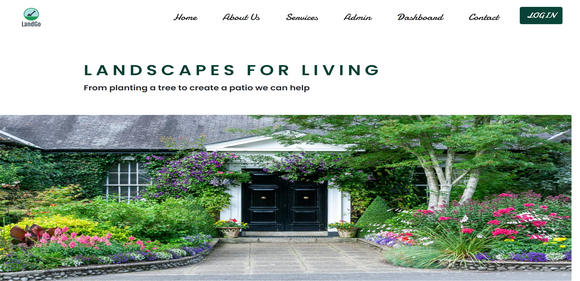 LandGo
Home About Us Services Admin Dashboard Contact LOG IN
LANDSCAPES FOR LIVING
From planting a tree to create a patio we can help